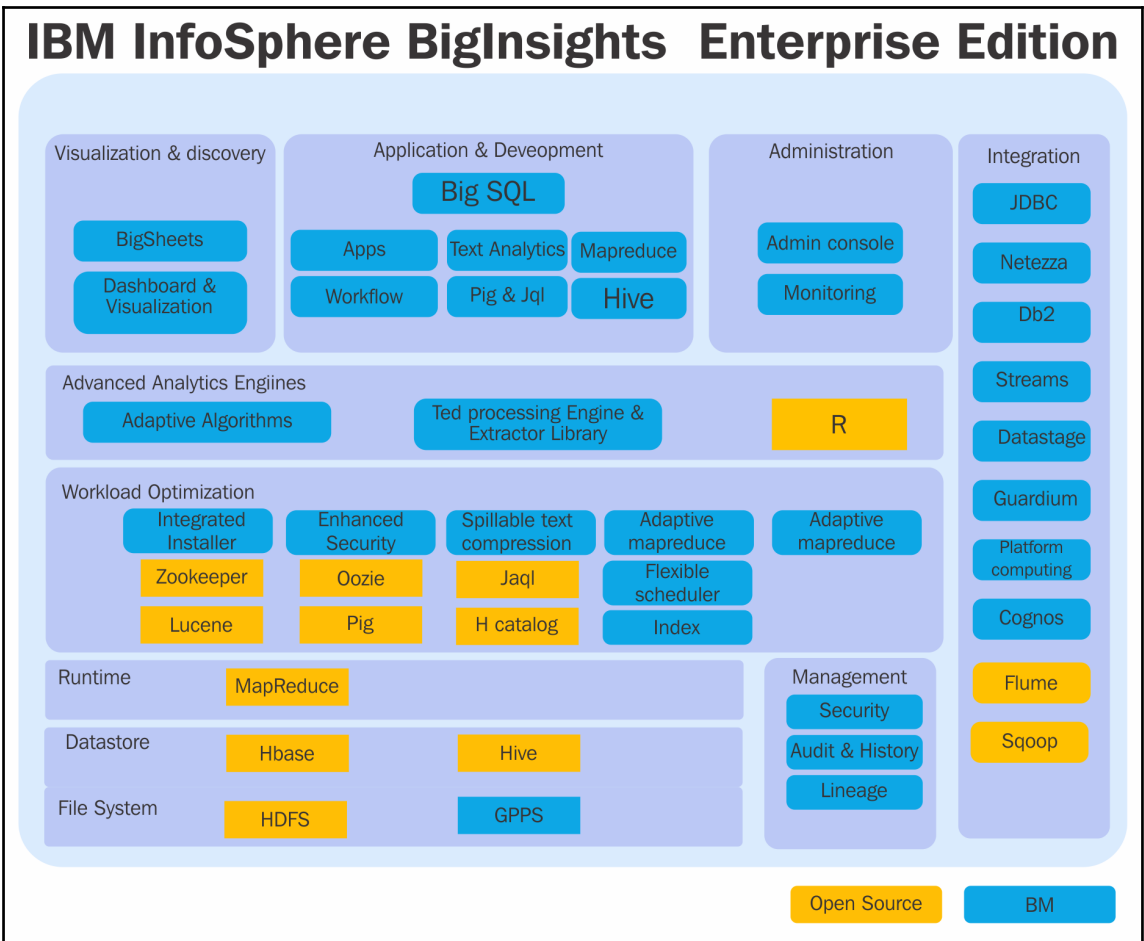 IBM InfoSphere BigInsights Enterprise Edition
Visualization & discovery
BigSheets
Dashboard &
Visualization
Application & Deveopment
Big SQL
Apps
Text Analytics
Mapreduce
Workflow
Pig & Jql
Hive
Administration
Admin console
Monitoring
Integration
JDBC
Netezza
Db2
Streams
Datastage
Guardium
Platform
computing
Cognos
Flume
Sqoop
Advanced Analytics Engiines
Adaptive Algorithms
Ted processing Engine &
Extractor Library
R
Workload Optimization
Integrated
Installer
Enhanced
Security
Spillable text
compression
Adaptive
mapreduce
Adaptive
mapreduce
Zookeeper
Oozie
Jaql
Flexible
scheduler
Lucene
Pig
H catalog
Index
Runtime
MapReduce
Datastore
Hbase
Hive
File System
HDFS
GPPS
Management
Security
Audit & History
Lineage
Open Source
BM